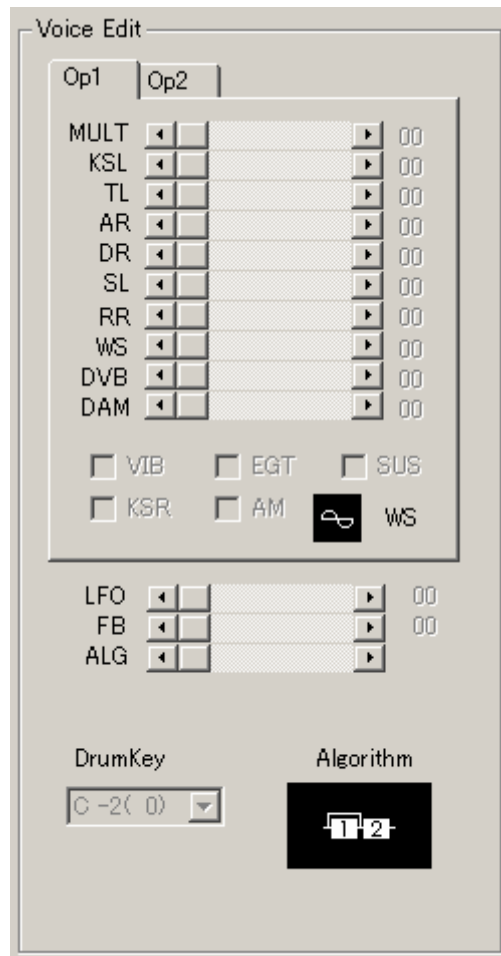 Voice Edit
Op1 Op2
MULT 00
KSL 00
TL 00
AR 00
DR 00
SL 00
RR 00
WS 00
DVB 00
DAM 00
VIB EGT SUS
KSR AM WS
LFO 00
FB 00
ALG
DrumKey Algorithm
C -2( 0)
1 2